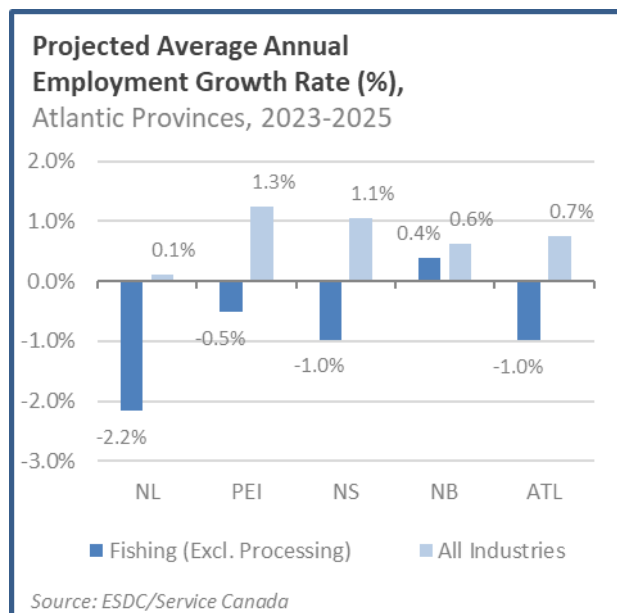 Projected Average Annual
Employment Growth Rate (%),
Atlantic Provinces, 2023-2025
2.0%
1.0%
0.0%
-1.0%
-2.0%
-3.0%
0.1%
1.3%
1.1%
0.4%
0.6%
0.7%
-2.2%
-0.5%
-1.0%
-1.0%
NL
PEI
NS
NB
ATL
Fishing (Excl. Processing)
All Industries
Source: ESDC/Service Canada